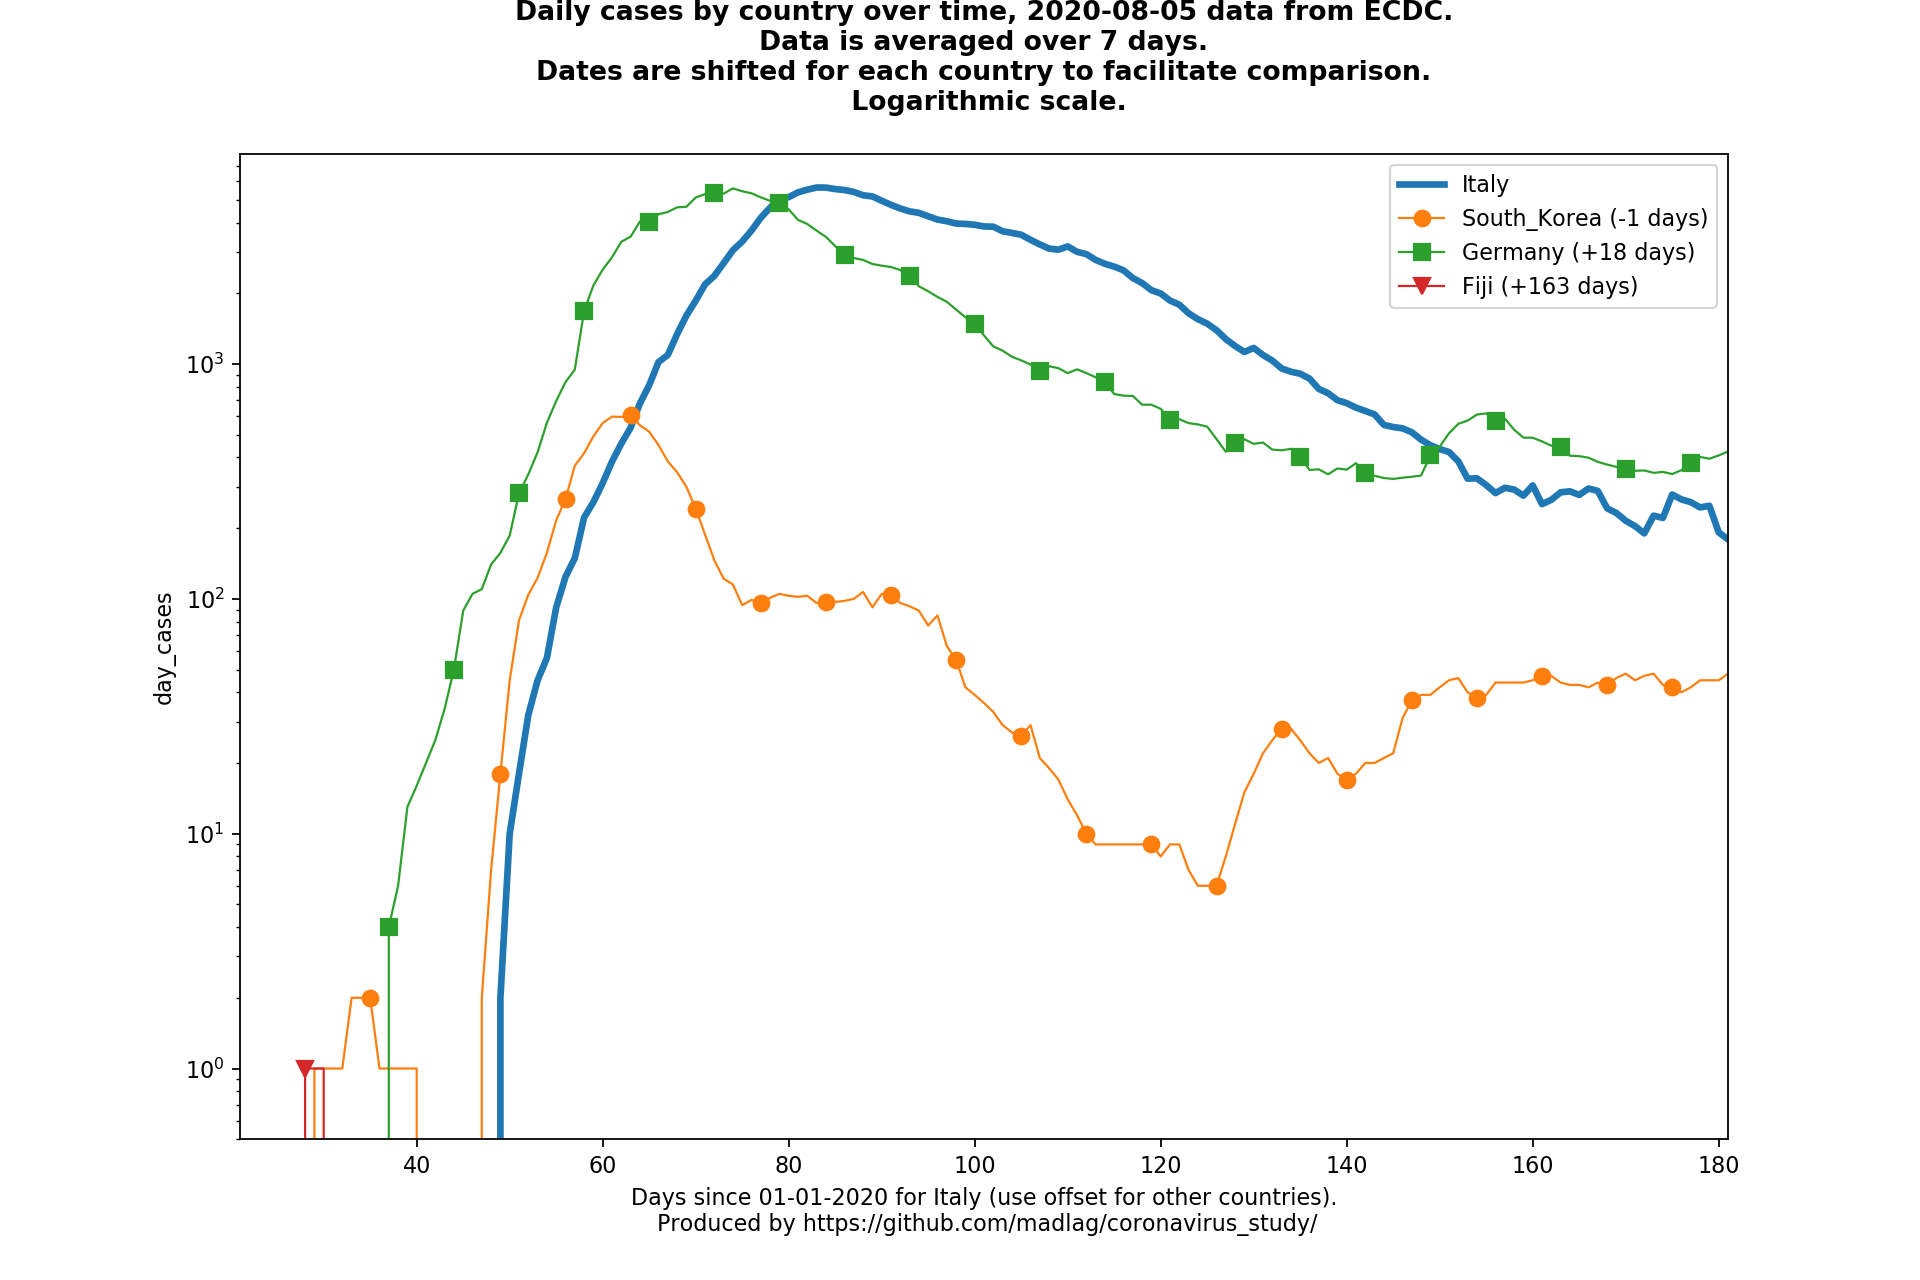 Daily cases by country over time, 2020-08-05 data from ECDC.
Data is averaged over 7 days.
Dates are shifted for each country to facilitate comparison.
Logarithmic scale.
Italy
South_Korea (-1 days)
Germany (+18 days)
Fiji (+163 days)
10³
10²
10¹
10⁰
day_cases
40 60 80 100 120 140 160 180
Days since 01-01-2020 for Italy (use offset for other countries).
Produced by https://github.com/madlag/coronavirus_study/